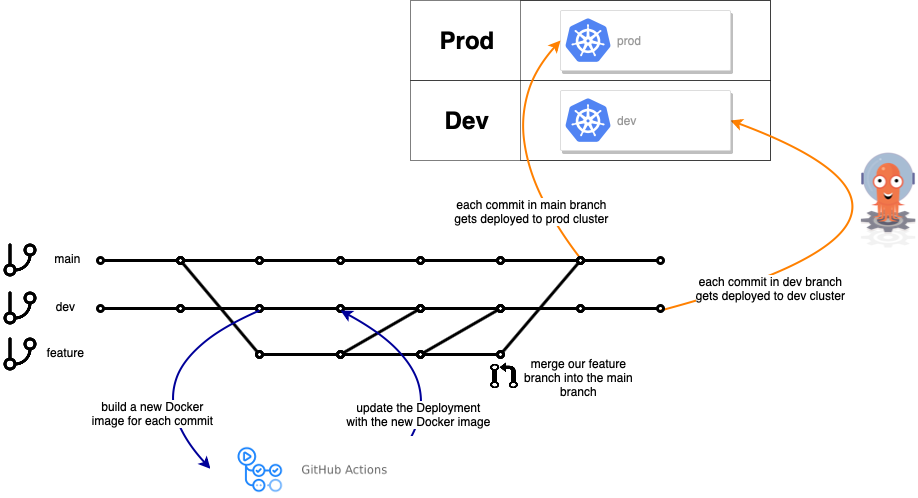 Prod
prod
Dev
dev
each commit in main branch
gets deployed to prod cluster
main
each commit in dev branch
gets deployed to dev cluster
dev
feature
merge our feature
branch into the main
branch
build a new Docker
image for each commit
update the Deployment
with the new Docker image
GitHub Actions